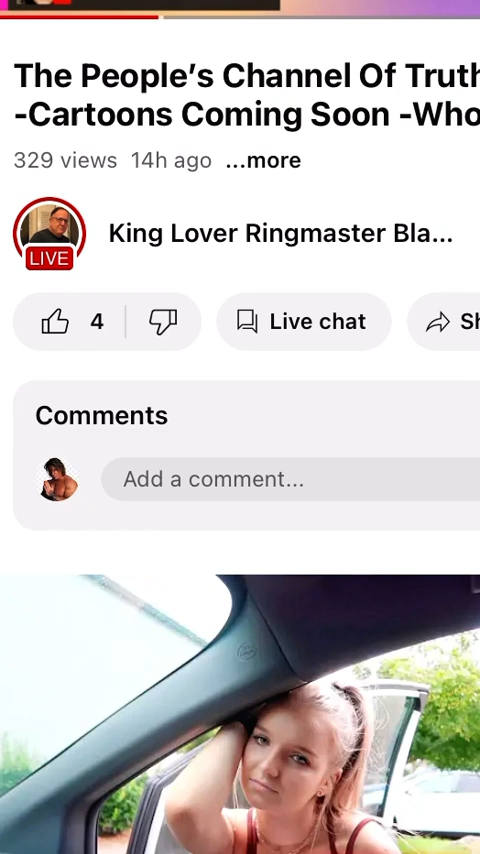 The People's Channel Of Truth
-Cartoons Coming Soon -Who
329 views 14h ago ...more
King Lover Ringmaster Bla...
LIVE
4 Live chat Sh
Comments
Add a comment...